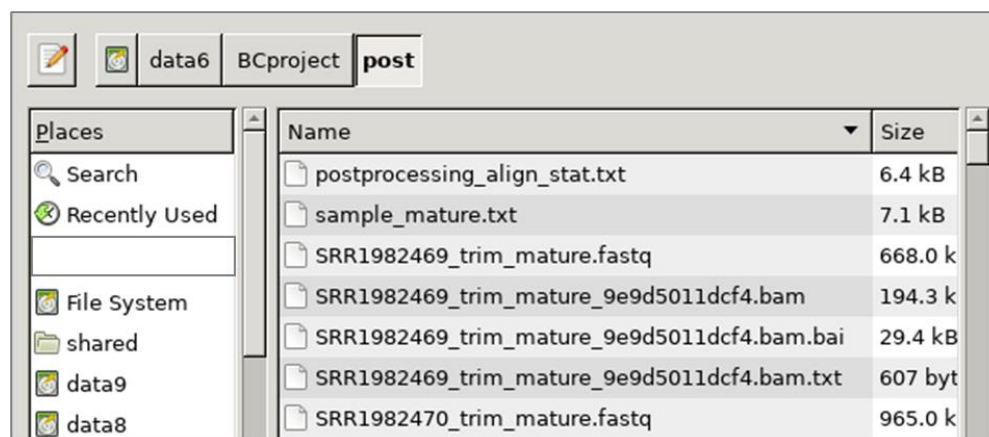 data6 BCproject post
Places Name Size
Search postprocessing_align_stat.txt 6.4 kB
Recently Used sample_mature.txt 7.1 kB
SRR1982469_trim_mature.fastq 668.0 k
File System SRR1982469_trim_mature_9e9d5011dcf4.bam 194.3 k
shared SRR1982469_trim_mature_9e9d5011dcf4.bam.bai 29.4 kB
data9 SRR1982469_trim_mature_9e9d5011dcf4.bam.txt 607 byt
data8 SRR1982470_trim_mature.fastq 965.0 k